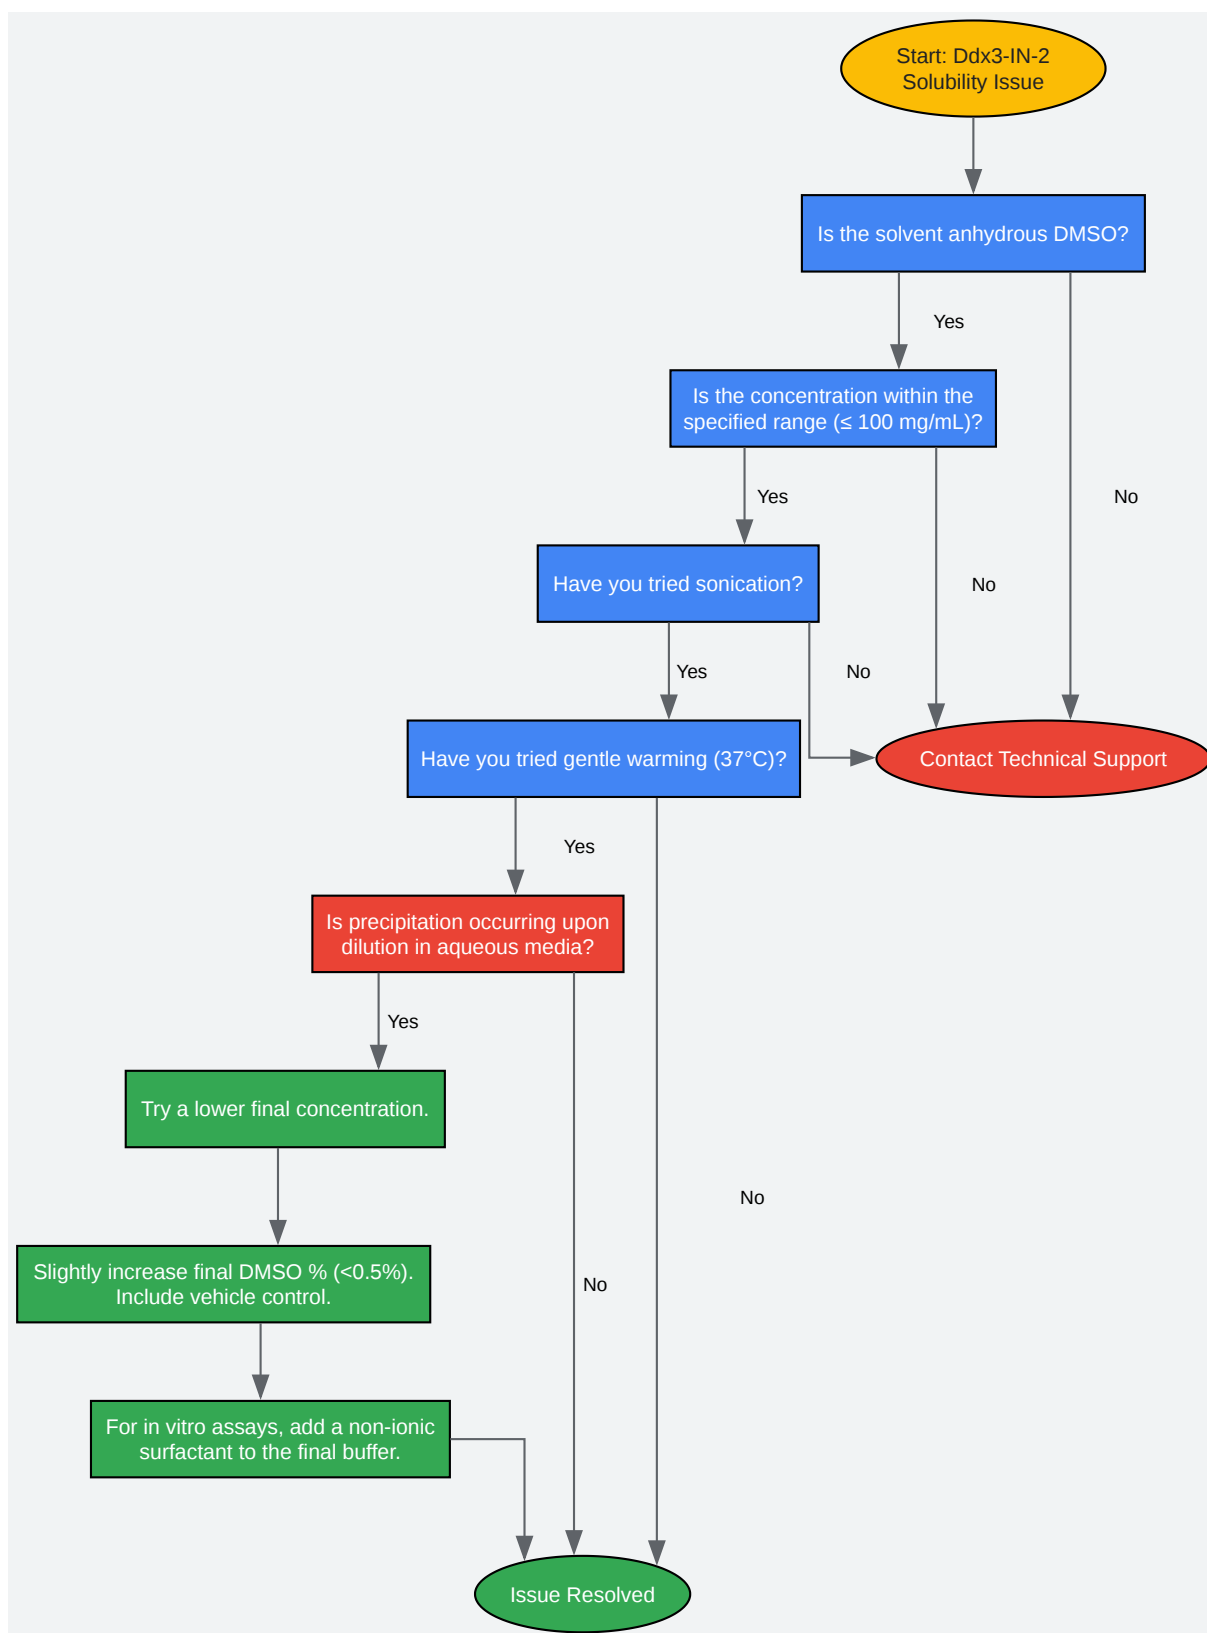 Start: Ddx3-IN-2
Solubility Issue
Is the solvent anhydrous DMSO?
Yes
Is the concentration within the
specified range (≤ 100 mg/mL)?
Yes
No
Have you tried sonication?
No
Yes
No
Have you tried gentle warming (37°C)?
Contact Technical Support
Yes
Is precipitation occurring upon
dilution in aqueous media?
Yes
Try a lower final concentration.
No
Slightly increase final DMSO % (<0.5%).
Include vehicle control.
No
For in vitro assays, add a non-ionic
surfactant to the final buffer.
Issue Resolved